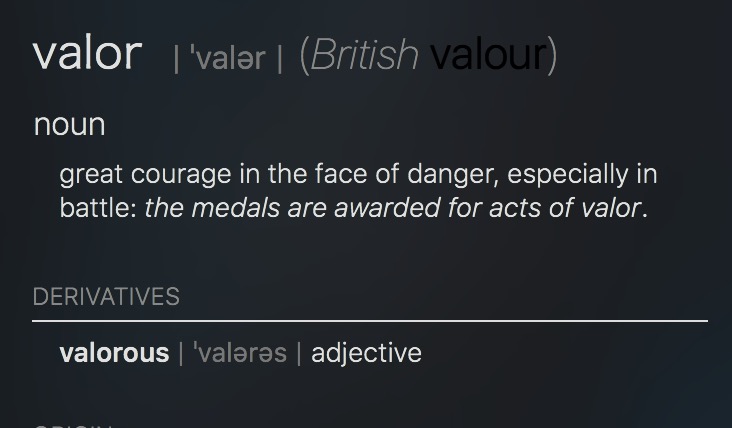 valor | ˈvalər | (British valour)
noun
great courage in the face of danger, especially in
battle: the medals are awarded for acts of valor.
DERIVATIVES
valorous | ˈvalərəs | adjective
ORIGIN